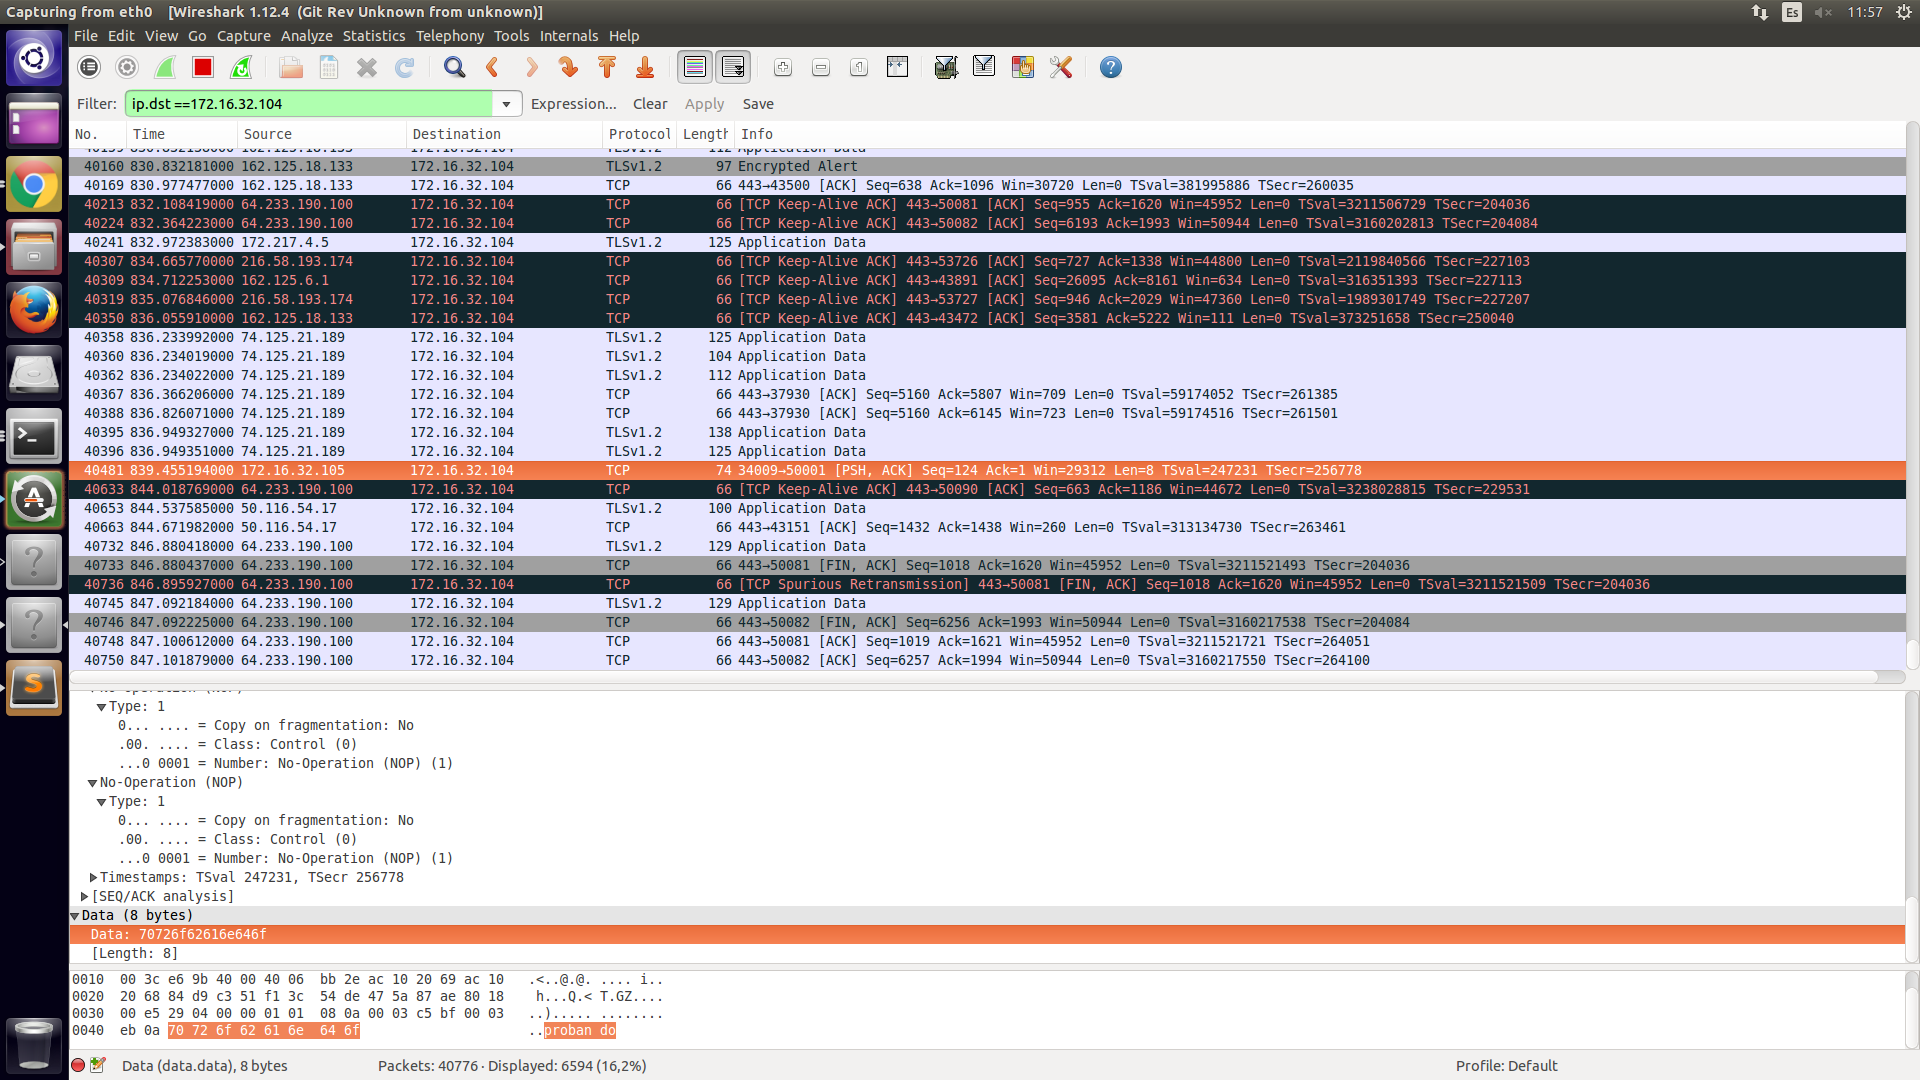 Capturing from eth0   [Wireshark 1.12.4  (Git Rev Unknown from unknown)]
Es
11:57
File Edit View Go Capture Analyze Statistics Telephony Tools Internals Help
Filter: ip.dst ==172.16.32.104 Expression... Clear Apply Save
No. Time Source Destination Protocol Length Info
40160 830.832181000 162.125.18.133 172.16.32.104 TLSv1.2 97 Encrypted Alert
40169 830.977477000 162.125.18.133 172.16.32.104 TCP 66 443→43500 [ACK] Seq=638 Ack=1096 Win=30720 Len=0 TSval=381995886 TSecr=260035
40213 832.108419000 64.233.190.100 172.16.32.104 TCP 66 [TCP Keep-Alive ACK] 443→50081 [ACK] Seq=955 Ack=1620 Win=45952 Len=0 TSval=3211506729 TSecr=204036
40224 832.364223000 64.233.190.100 172.16.32.104 TCP 66 [TCP Keep-Alive ACK] 443→50082 [ACK] Seq=6193 Ack=1993 Win=50944 Len=0 TSval=3160202813 TSecr=204084
40241 832.972383000 172.217.4.5 172.16.32.104 TLSv1.2 125 Application Data
40307 834.665770000 216.58.193.174 172.16.32.104 TCP 66 [TCP Keep-Alive ACK] 443→53726 [ACK] Seq=727 Ack=1338 Win=44800 Len=0 TSval=2119840566 TSecr=227103
40309 834.712253000 162.125.6.1 172.16.32.104 TCP 66 [TCP Keep-Alive ACK] 443→43891 [ACK] Seq=26095 Ack=8161 Win=634 Len=0 TSval=316351393 TSecr=227113
40319 835.076846000 216.58.193.174 172.16.32.104 TCP 66 [TCP Keep-Alive ACK] 443→53727 [ACK] Seq=946 Ack=2029 Win=47360 Len=0 TSval=1989301749 TSecr=227207
40350 836.055910000 162.125.18.133 172.16.32.104 TCP 66 [TCP Keep-Alive ACK] 443→43472 [ACK] Seq=3581 Ack=5222 Win=111 Len=0 TSval=373251658 TSecr=250040
40358 836.233992000 74.125.21.189 172.16.32.104 TLSv1.2 125 Application Data
40360 836.234019000 74.125.21.189 172.16.32.104 TLSv1.2 104 Application Data
40362 836.234022000 74.125.21.189 172.16.32.104 TLSv1.2 112 Application Data
40367 836.366206000 74.125.21.189 172.16.32.104 TCP 66 443→37930 [ACK] Seq=5160 Ack=5807 Win=709 Len=0 TSval=59174052 TSecr=261385
40388 836.826071000 74.125.21.189 172.16.32.104 TCP 66 443→37930 [ACK] Seq=5160 Ack=6145 Win=723 Len=0 TSval=59174516 TSecr=261501
40395 836.949327000 74.125.21.189 172.16.32.104 TLSv1.2 138 Application Data
40396 836.949351000 74.125.21.189 172.16.32.104 TLSv1.2 125 Application Data
40481 839.455194000 172.16.32.105 172.16.32.104 TCP 74 34009→50001 [PSH, ACK] Seq=124 Ack=1 Win=29312 Len=8 TSval=247231 TSecr=256778
40633 844.018769000 64.233.190.100 172.16.32.104 TCP 66 [TCP Keep-Alive ACK] 443→50090 [ACK] Seq=663 Ack=1186 Win=44672 Len=0 TSval=3238028815 TSecr=229531
40658 844.537585000 50.116.54.17 172.16.32.104 TLSv1.2 100 Application Data
40663 844.671982000 50.116.54.17 172.16.32.104 TCP 66 443→43151 [ACK] Seq=1432 Ack=1438 Win=260 Len=0 TSval=313134730 TSecr=263461
40732 846.880418000 64.233.190.100 172.16.32.104 TLSv1.2 129 Application Data
40733 846.880437000 64.233.190.100 172.16.32.104 TCP 66 443→50081 [FIN, ACK] Seq=1018 Ack=1620 Win=45952 Len=0 TSval=3211521493 TSecr=204036
40736 846.895927000 64.233.190.100 172.16.32.104 TCP 66 [TCP Spurious Retransmission] 443→50081 [FIN, ACK] Seq=1018 Ack=1620 Win=45952 Len=0 TSval=3211521509 TSecr=204036
40745 847.092184000 64.233.190.100 172.16.32.104 TLSv1.2 129 Application Data
40746 847.092225000 64.233.190.100 172.16.32.104 TCP 66 443→50082 [FIN, ACK] Seq=6256 Ack=1993 Win=50944 Len=0 TSval=3160217538 TSecr=204084
40748 847.100612000 64.233.190.100 172.16.32.104 TCP 66 443→50081 [ACK] Seq=1019 Ack=1621 Win=45952 Len=0 TSval=3211521721 TSecr=264051
40750 847.101879000 64.233.190.100 172.16.32.104 TCP 66 443→50082 [ACK] Seq=6257 Ack=1994 Win=50944 Len=0 TSval=3160217550 TSecr=264100
Type: 1
0... .... = Copy on fragmentation: No
.00. .... = Class: Control (0)
...0 0001 = Number: No-Operation (NOP) (1)
No-Operation (NOP)
Type: 1
0... .... = Copy on fragmentation: No
.00. .... = Class: Control (0)
...0 0001 = Number: No-Operation (NOP) (1)
Timestamps: TSval 247231, TSecr 256778
[SEQ/ACK analysis]
Data (8 bytes)
Data: 70726f62616e646f
[Length: 8]
0010  00 3c e6 9b 40 00 40 06  bb 2e ac 10 20 69 ac 10   .<..@.@. .... i..
0020  20 68 84 d9 c3 51 f1 3c  54 de 47 5a 87 ae 80 18    h...Q.< T.GZ....
0030  00 e5 29 04 00 00 01 01  08 0a 00 03 c5 bf 00 03   ..)..... ........
0040  eb 0a 70 72 6f 62 61 6e  64 6f   ..proban do
Data (data.data), 8 bytes Packets: 40776 · Displayed: 6594 (16,2%) Profile: Default